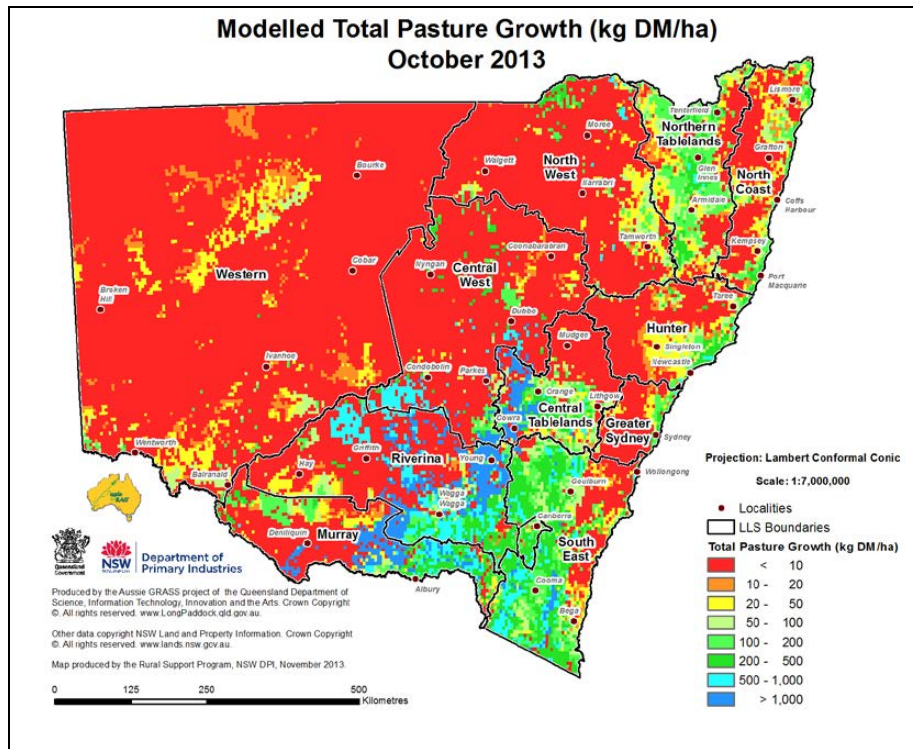 Modelled Total Pasture Growth (kg DM/ha)
October 2013
Lismore
Tenterfield
Northern
Tablelands
Moree
North
West
Grafton
Bourke
Walgett
Glen
Innes
North
Coast
Narrabri
Armidale
Coffs
Harbour
Coonabarabran
Tamworth
Kempsey
Western
Cobar
Nyngan
Central
West
Port
Macquarie
Broken
Hill
Taree
Dubbo
Hunter
Mudgee
Singleton
Newcastle
Ivanhoe
Condobolin
Parkes
Orange
Lithgow
Central
Tablelands
Greater
Sydney
Cowra
Sydney
Wentworth
Griffith
Riverina
Young
Hay
Balranald
Wollongong
Goulburn
Wagga
Wagga
Canberra
Deniliquin
Murray
South
East
Albury
Cooma
Bega
Projection: Lambert Conformal Conic
Scale: 1:7,000,000
Localities
LLS Boundaries
Total Pasture Growth (kg DM/ha)
< 10
10 - 20
20 - 50
50 - 100
100 - 200
200 - 500
500 - 1,000
> 1,000
Aussie
GRASS
Queensland
Government
NSW
Department of
Primary Industries
Produced by the Aussie GRASS project of the Queensland Department of
Science, Information Technology, Innovation and the Arts. Crown Copyright
©. All rights reserved. www.LongPaddock.qld.gov.au.
Other data copyright NSW Land and Property Information. Crown Copyright
©. All rights reserved. www.lands.nsw.gov.au.
Map produced by the Rural Support Program, NSW DPI, November 2013.
0 125 250 500
Kilometres